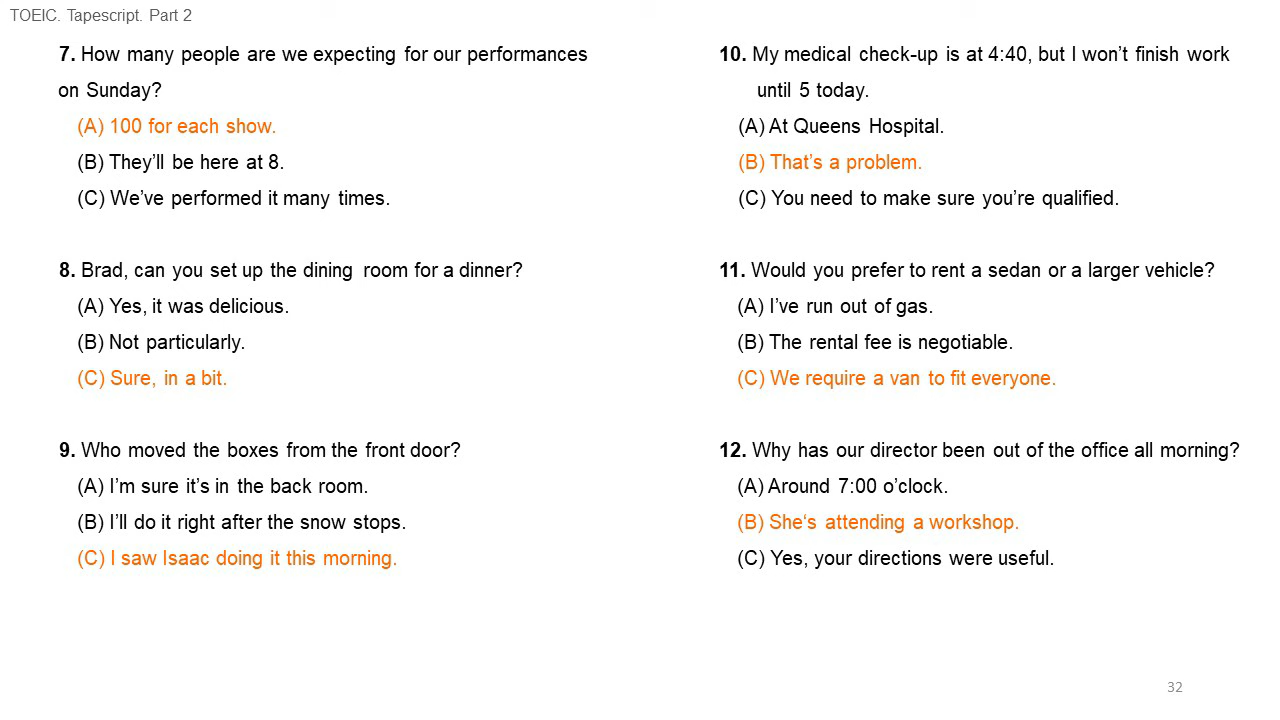 TOEIC. Tapescript. Part 2
7. How many people are we expecting for our performances
on Sunday?
(A) 100 for each show.
(B) They’ll be here at 8.
(C) We’ve performed it many times.
8. Brad, can you set up the dining room for a dinner?
(A) Yes, it was delicious.
(B) Not particularly.
(C) Sure, in a bit.
9. Who moved the boxes from the front door?
(A) I’m sure it’s in the back room.
(B) I’ll do it right after the snow stops.
(C) I saw Isaac doing it this morning.
10. My medical check-up is at 4:40, but I won’t finish work
until 5 today.
(A) At Queens Hospital.
(B) That’s a problem.
(C) You need to make sure you’re qualified.
11. Would you prefer to rent a sedan or a larger vehicle?
(A) I’ve run out of gas.
(B) The rental fee is negotiable.
(C) We require a van to fit everyone.
12. Why has our director been out of the office all morning?
(A) Around 7:00 o’clock.
(B) She‘s attending a workshop.
(C) Yes, your directions were useful.
32